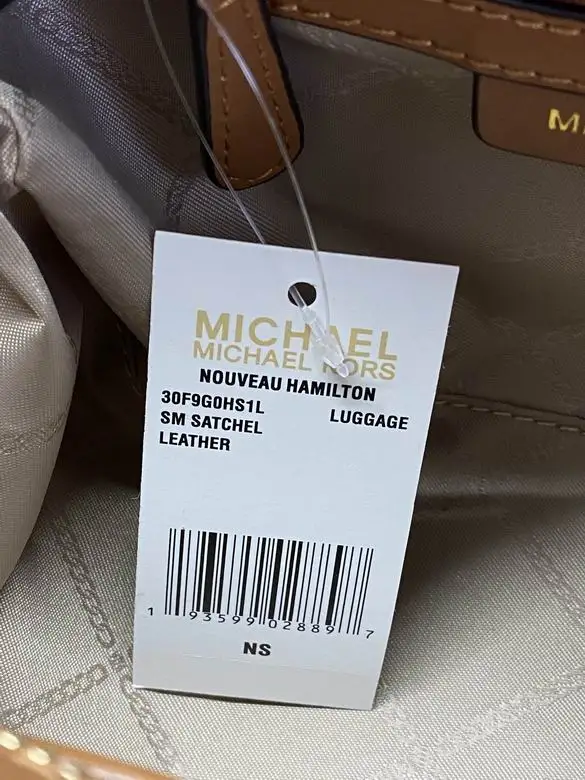 M
MICHAEL
MICHAEL KORS
NOUVEAU HAMILTON
30F9G0HS1L LUGGAGE
SM SATCHEL
LEATHER
1 93599 02889 7
NS